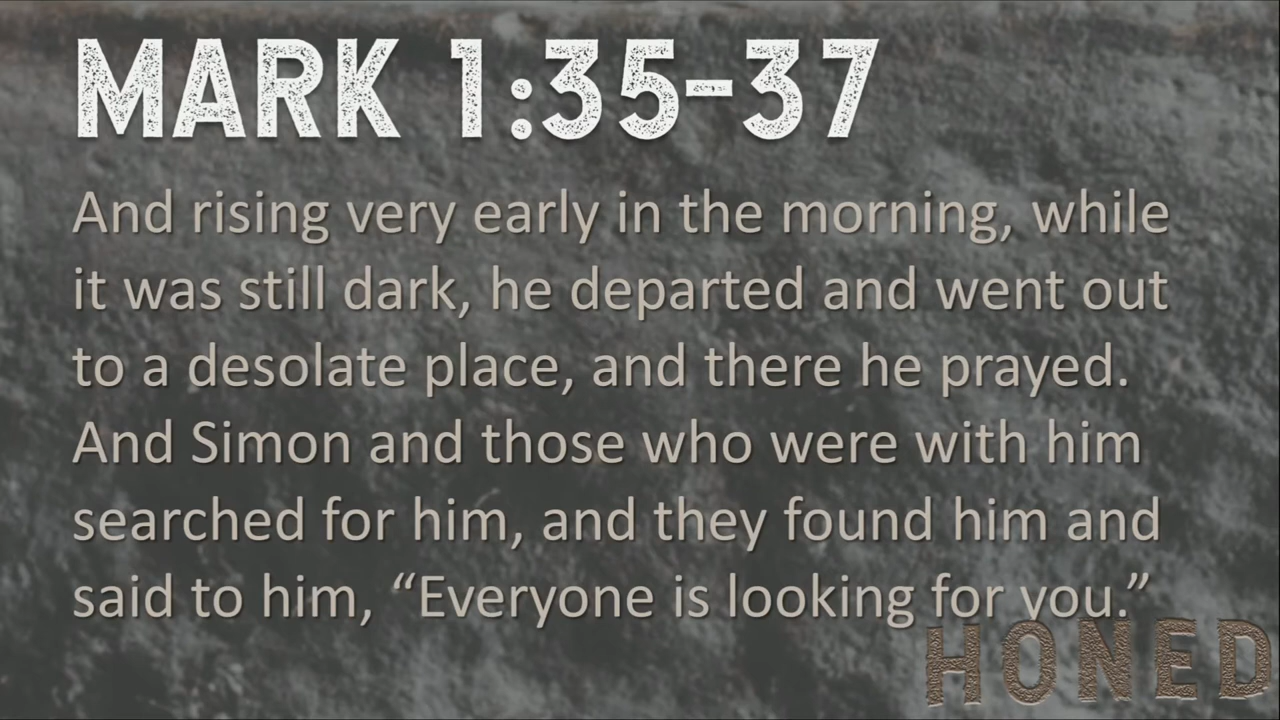 MARK 1:35-37
And rising very early in the morning, while
it was still dark, he departed and went out
to a desolate place, and there he prayed.
And Simon and those who were with him
searched for him, and they found him and
said to him, “Everyone is looking for you.”
HONED